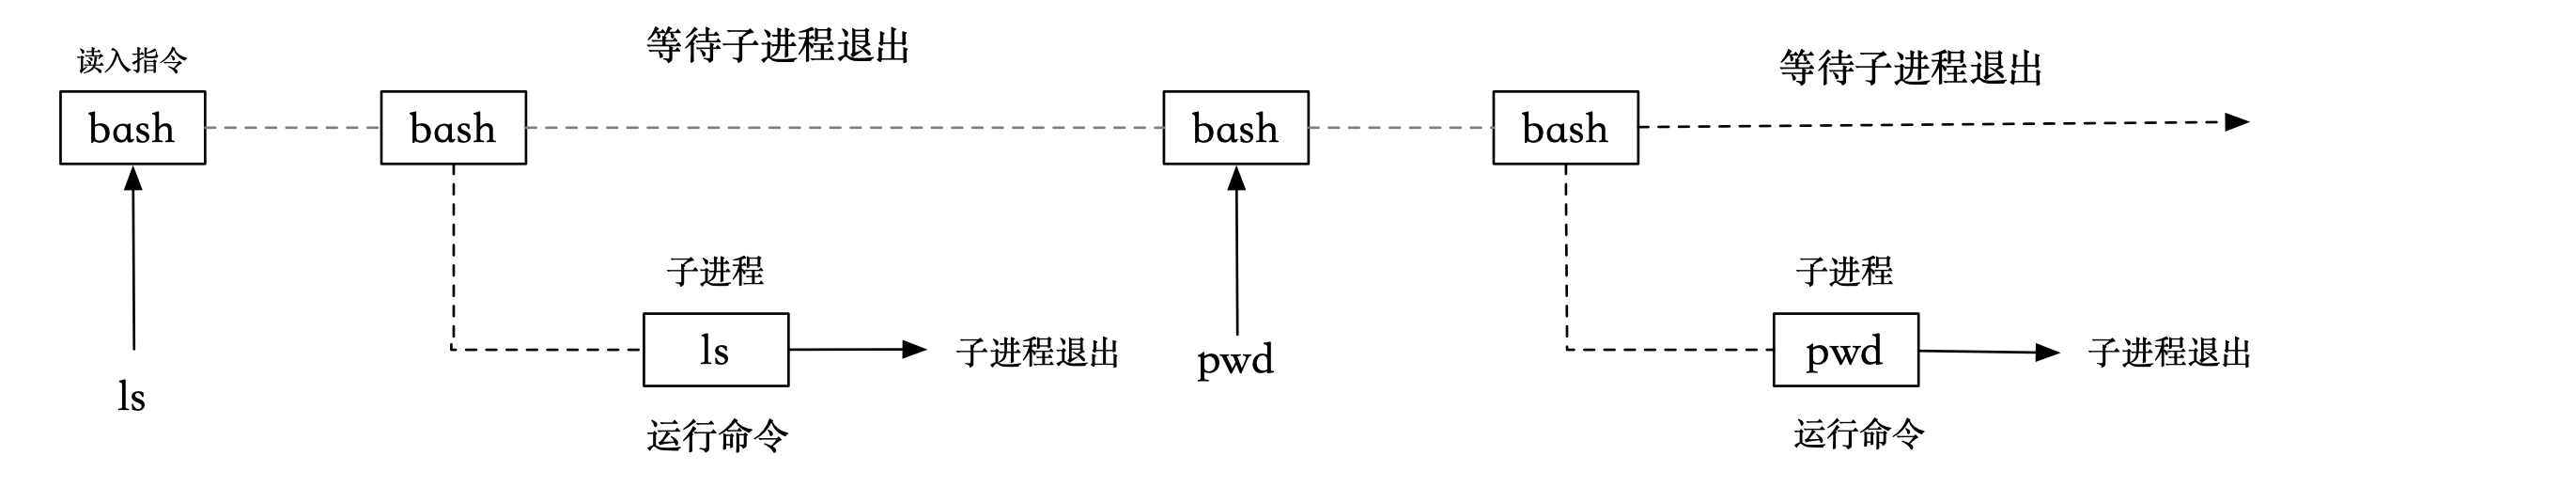 读入指令
等待子进程退出
等待子进程退出
bash
bash
bash
bash
子进程
子进程
ls
子进程退出
pwd
pwd
子进程退出
ls
运行命令
运行命令